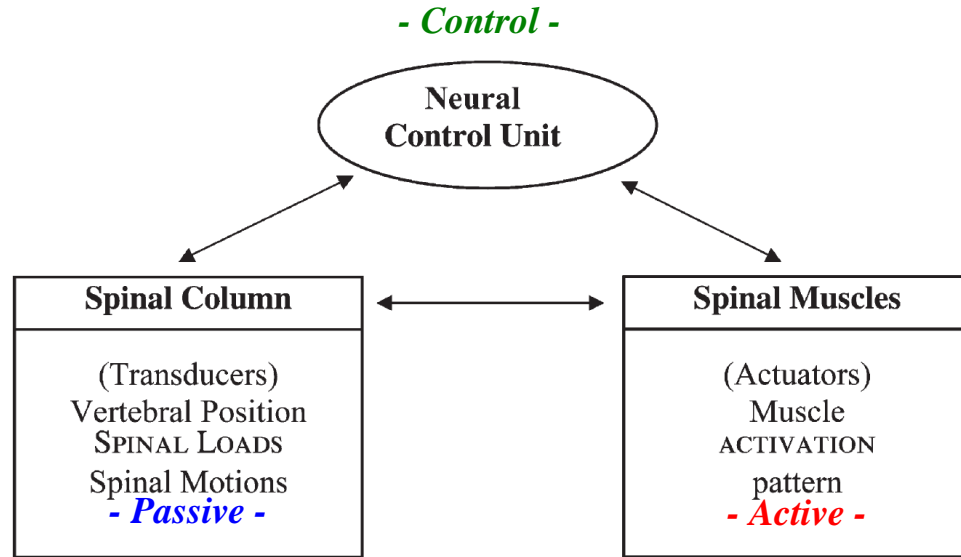 - Control -
Neural
Control Unit
Spinal Column
(Transducers)
Vertebral Position
SPINAL LOADS
Spinal Motions
- Passive -
Spinal Muscles
(Actuators)
Muscle
ACTIVATION
pattern
- Active -